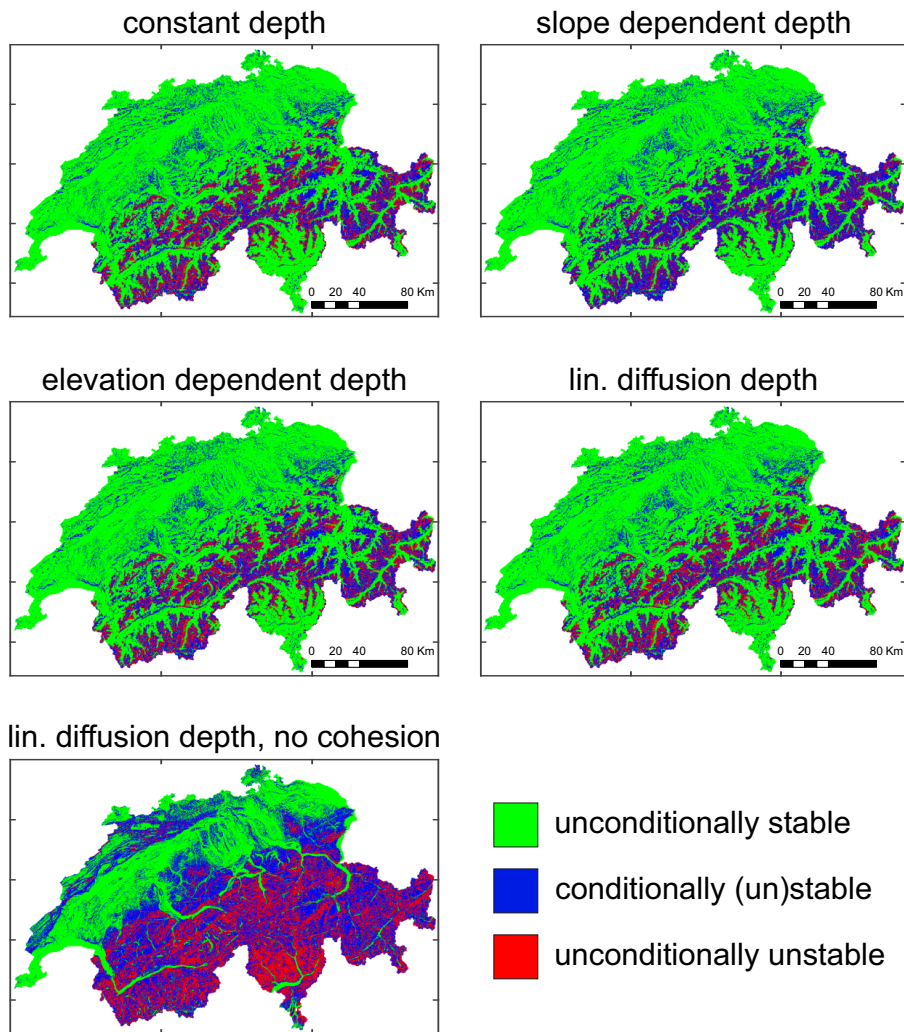 constant depth
slope dependent depth
0 20 40 80 Km
0 20 40 80 Km
elevation dependent depth
lin. diffusion depth
0 20 40 80 Km
0 20 40 80 Km
lin. diffusion depth, no cohesion
unconditionally stable
conditionally (un)stable
unconditionally unstable